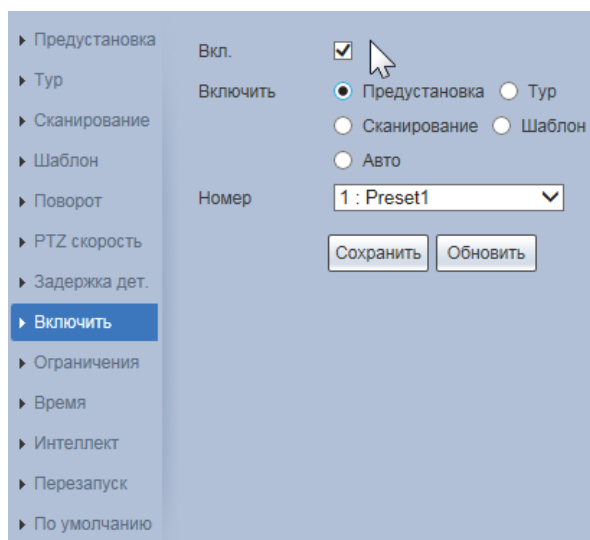 Предустановка
Тур
Сканирование
Шаблон
Поворот
PTZ скорость
Задержка дет.
Включить
Ограничения
Время
Интеллект
Перезапуск
По умолчанию
Вкл.
Включить
Предустановка Тур
Сканирование Шаблон
Авто
Номер 1 : Preset1
Сохранить Обновить